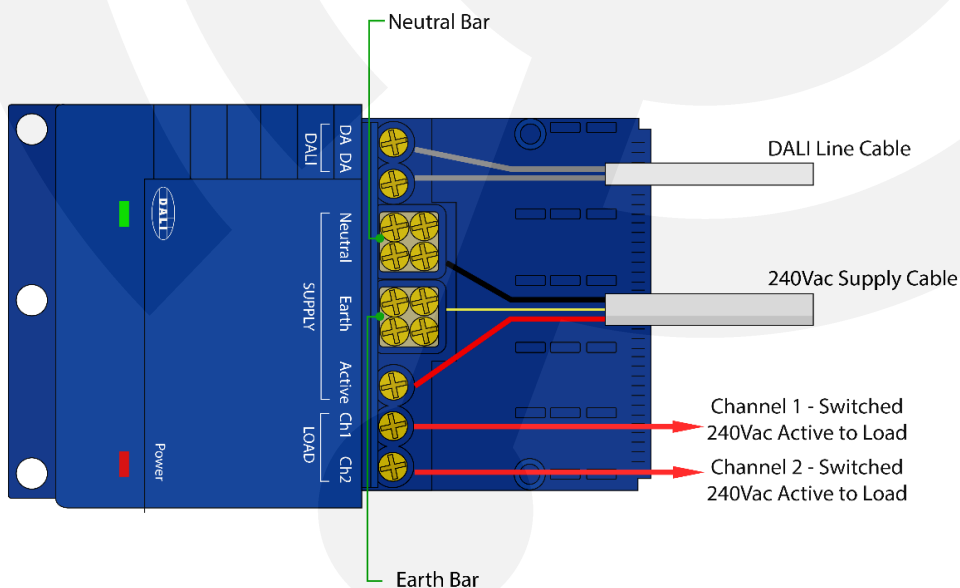 Neutral Bar
DA DA
DALI
DALI
Neutral
Earth
Active
SUPPLY
Ch1
Ch2
LOAD
Power
DALI Line Cable
240Vac Supply Cable
Channel 1 - Switched
240Vac Active to Load
Channel 2 - Switched
240Vac Active to Load
Earth Bar